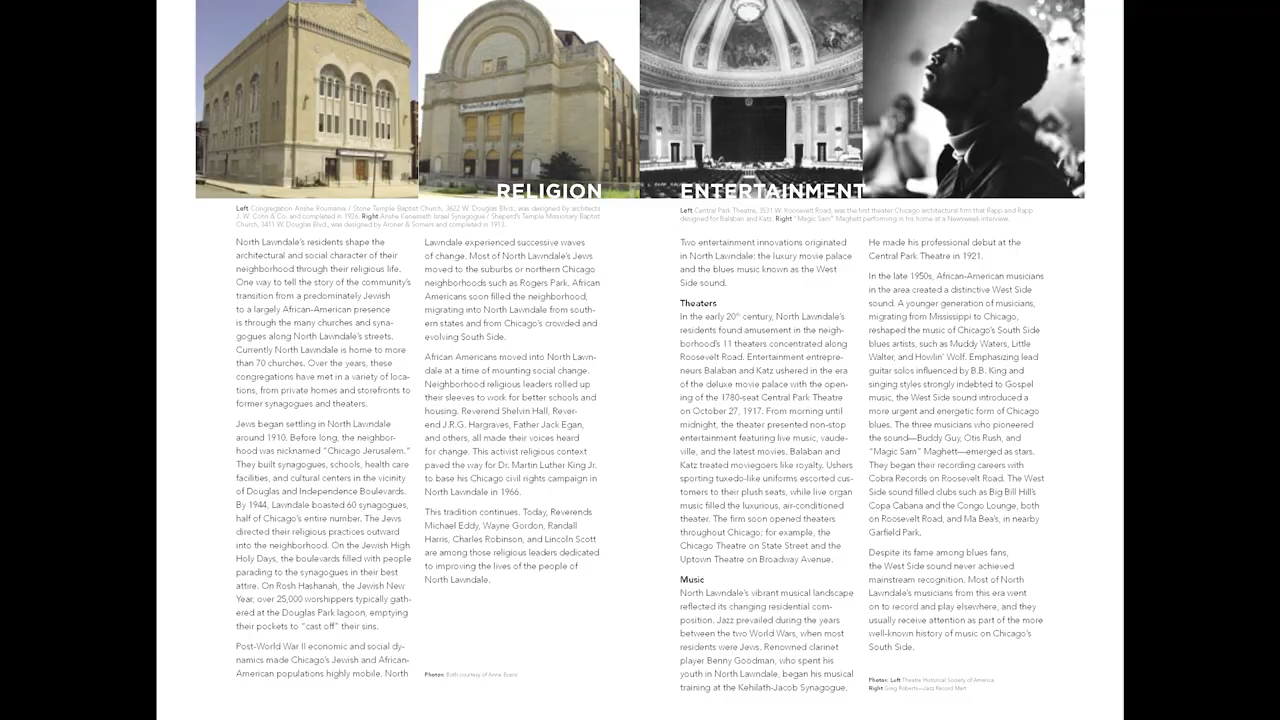 RELIGION
Left Congregation Anshe Roumania / Stone Temple Baptist Church, 3622 W. Douglas Blvd., was designed by architects
J. W. Cohn & Co. and completed in 1926. Right Anshe Kenesseth Israel Synagogue / Shepard's Temple Missionary Baptist
Church, 3411 W. Douglas Blvd., was designed by Aroner & Somers and completed in 1913.
North Lawndale's residents shape the
architectural and social character of their
neighborhood through their religious life.
One way to tell the story of the community's
transition from a predominately Jewish
to a largely African-American presence
is through the many churches and syna-
gogues along North Lawndale's streets.
Currently North Lawndale is home to more
than 70 churches. Over the years, these
congregations have met in a variety of loca-
tions, from private homes and storefronts to
former synagogues and theaters.
Jews began settling in North Lawndale
around 1910. Before long, the neighbor-
hood was nicknamed "Chicago Jerusalem."
They built synagogues, schools, health care
facilities, and cultural centers in the vicinity
of Douglas and Independence Boulevards.
By 1944, Lawndale boasted 60 synagogues,
half of Chicago's entire number. The Jews
directed their religious practices outward
into the neighborhood. On the Jewish High
Holy Days, the boulevards filled with people
parading to the synagogues in their best
attire. On Rosh Hashanah, the Jewish New
Year, over 25,000 worshippers typically gath-
ered at the Douglas Park lagoon, emptying
their pockets to "cast off" their sins.
Post-World War II economic and social dy-
namics made Chicago's Jewish and African-
American populations highly mobile. North
Lawndale experienced successive waves
of change. Most of North Lawndale's Jews
moved to the suburbs or northern Chicago
neighborhoods such as Rogers Park. African
Americans soon filled the neighborhood,
migrating into North Lawndale from south-
ern states and from Chicago's crowded and
evolving South Side.
African Americans moved into North Lawn-
dale at a time of mounting social change.
Neighborhood religious leaders rolled up
their sleeves to work for better schools and
housing. Reverend Shelvin Hall, Rever-
end J.R.G. Hargraves, Father Jack Egan,
and others, all made their voices heard
for change. This activist religious context
paved the way for Dr. Martin Luther King Jr.
to base his Chicago civil rights campaign in
North Lawndale in 1966.
This tradition continues. Today, Reverends
Michael Eddy, Wayne Gordon, Randall
Harris, Charles Robinson, and Lincoln Scott
are among those religious leaders dedicated
to improving the lives of the people of
North Lawndale.
Photos: Both courtesy of Anne Evans
ENTERTAINMENT
Left Central Park Theatre, 3531 W. Roosevelt Road, was the first theater Chicago architectural firm that Rapp and Rapp
designed for Balaban and Katz. Right "Magic Sam" Maghett performing in his home at a Newsweek interview.
Two entertainment innovations originated
in North Lawndale: the luxury movie palace
and the blues music known as the West
Side sound.
Theaters
In the early 20th century, North Lawndale's
residents found amusement in the neigh-
borhood's 11 theaters concentrated along
Roosevelt Road. Entertainment entrepre-
neurs Balaban and Katz ushered in the era
of the deluxe movie palace with the open-
ing of the 1780-seat Central Park Theatre
on October 27, 1917. From morning until
midnight, the theater presented non-stop
entertainment featuring live music, vaude-
ville, and the latest movies. Balaban and
Katz treated moviegoers like royalty. Ushers
sporting tuxedo-like uniforms escorted cus-
tomers to their plush seats, while live organ
music filled the luxurious, air-conditioned
theater. The firm soon opened theaters
throughout Chicago; for example, the
Chicago Theatre on State Street and the
Uptown Theatre on Broadway Avenue.
Music
North Lawndale's vibrant musical landscape
reflected its changing residential com-
position. Jazz prevailed during the years
between the two World Wars, when most
residents were Jews. Renowned clarinet
player Benny Goodman, who spent his
youth in North Lawndale, began his musical
training at the Kehilath-Jacob Synagogue.
He made his professional debut at the
Central Park Theatre in 1921.
In the late 1950s, African-American musicians
in the area created a distinctive West Side
sound. A younger generation of musicians,
migrating from Mississippi to Chicago,
reshaped the music of Chicago's South Side
blues artists, such as Muddy Waters, Little
Walter, and Howlin' Wolf. Emphasizing lead
guitar solos influenced by B.B. King and
singing styles strongly indebted to Gospel
music, the West Side sound introduced a
more urgent and energetic form of Chicago
blues. The three musicians who pioneered
the sound—Buddy Guy, Otis Rush, and
"Magic Sam" Maghett—emerged as stars.
They began their recording careers with
Cobra Records on Roosevelt Road. The West
Side sound filled clubs such as Big Bill Hill's
Copa Cabana and the Congo Lounge, both
on Roosevelt Road, and Ma Bea's, in nearby
Garfield Park.
Despite its fame among blues fans,
the West Side sound never achieved
mainstream recognition. Most of North
Lawndale's musicians from this era went
on to record and play elsewhere, and they
usually receive attention as part of the more
well-known history of music on Chicago's
South Side.
Photos: Left Theatre Historical Society of America
Right Greg Roberts—Jazz Record Mart